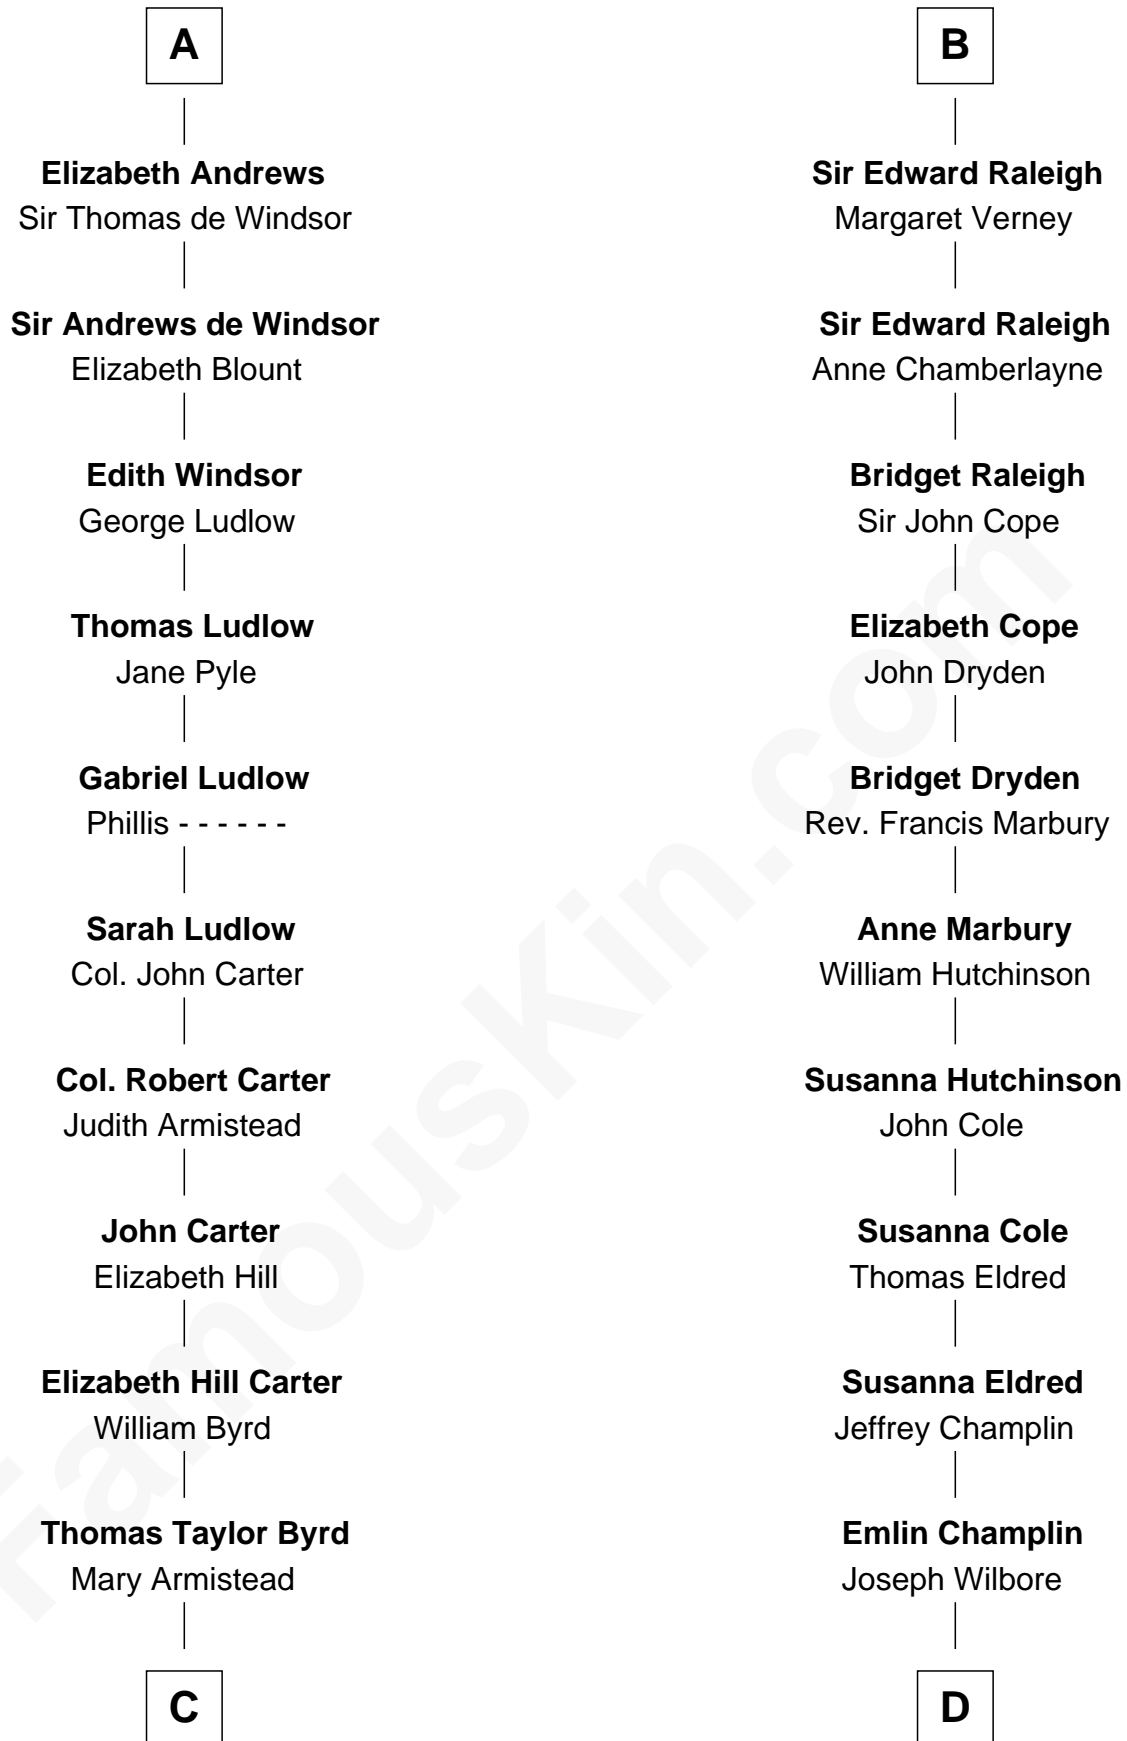 A
Elizabeth Andrews
Sir Thomas de Windsor
Sir Andrews de Windsor
Elizabeth Blount
Edith Windsor
George Ludlow
Thomas Ludlow
Jane Pyle
Gabriel Ludlow
Phillis - - - - - -
Sarah Ludlow
Col. John Carter
Col. Robert Carter
Judith Armistead
John Carter
Elizabeth Hill
Elizabeth Hill Carter
William Byrd
Thomas Taylor Byrd
Mary Armistead
C
B
Sir Edward Raleigh
Margaret Verney
Sir Edward Raleigh
Anne Chamberlayne
Bridget Raleigh
Sir John Cope
Elizabeth Cope
John Dryden
Bridget Dryden
Rev. Francis Marbury
Anne Marbury
William Hutchinson
Susanna Hutchinson
John Cole
Susanna Cole
Thomas Eldred
Susanna Eldred
Jeffrey Champlin
Emlin Champlin
Joseph Wilbore
D
FamousKin.com